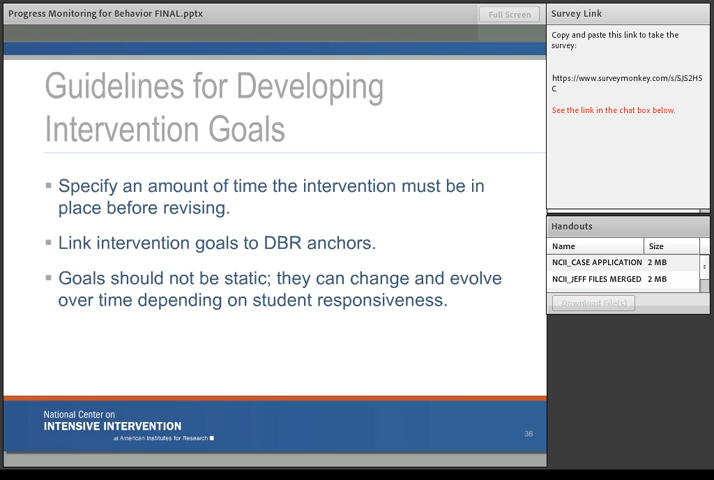 Progress Monitoring for Behavior FINAL.pptx
Full Screen
Guidelines for Developing
Intervention Goals
▪ Specify an amount of time the intervention must be in
place before revising.
▪ Link intervention goals to DBR anchors.
▪ Goals should not be static; they can change and evolve
over time depending on student responsiveness.
National Center on
INTENSIVE INTERVENTION
at American Institutes for Research ■
36
Survey Link
Copy and paste this link to take the
survey:
https://www.surveymonkey.com/s/SJS2HS
C
See the link in the chat box below.
Handouts
Name Size
NCII_CASE APPLICATION 2 MB
NCII_JEFF FILES MERGED 2 MB
Download File(s)